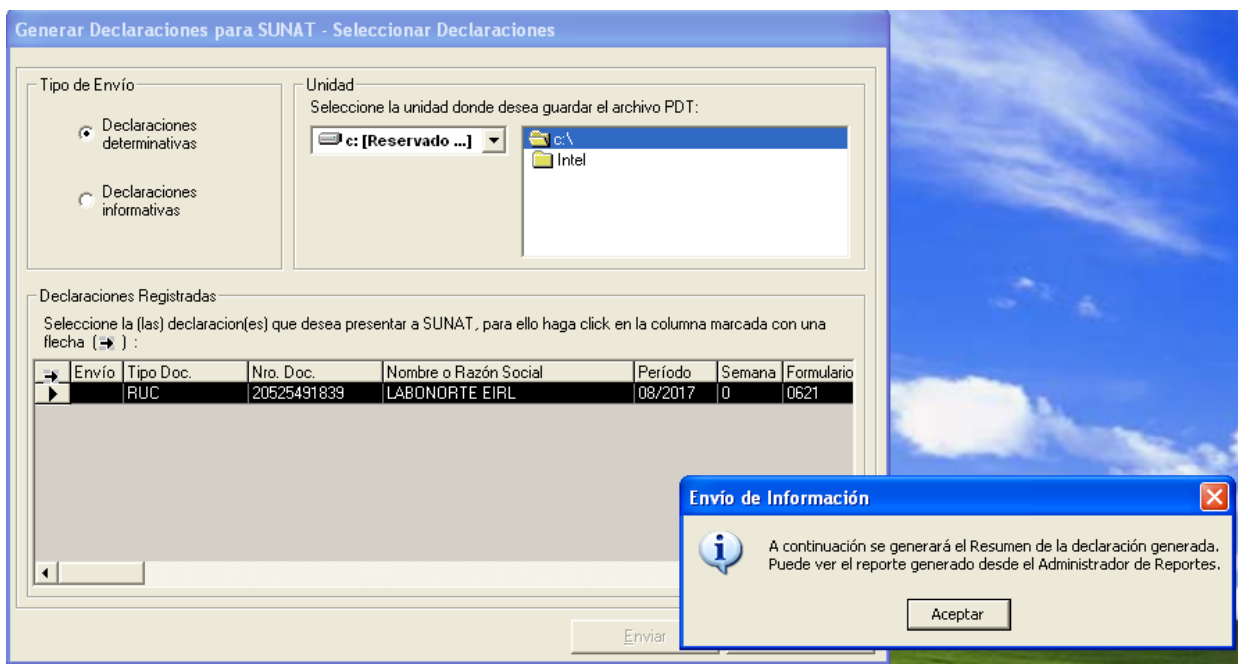 Generar Declaraciones para SUNAT - Seleccionar Declaraciones
Tipo de Envío
Declaraciones
determinativas
Declaraciones
informativas
Unidad
Seleccione la unidad donde desea guardar el archivo PDT:
c: [Reservado ...]
c:\
Intel
Declaraciones Registradas
Seleccione la (las) declaracion(es) que desea presentar a SUNAT, para ello haga click en la columna marcada con una
flecha (➔) :
Envío Tipo Doc. Nro. Doc. Nombre o Razón Social Período Semana Formulario
RUC 20525491839 LABONORTE EIRL 08/2017 0 0621
Enviar
Envío de Información
A continuación se generará el Resumen de la declaración generada.
Puede ver el reporte generado desde el Administrador de Reportes.
Aceptar